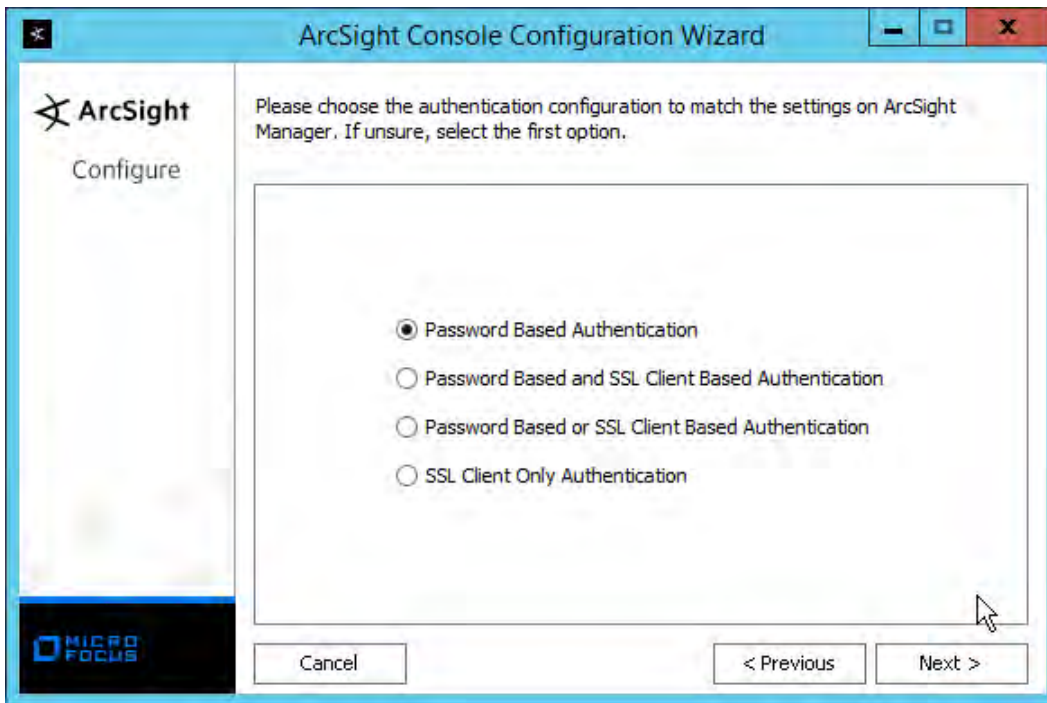 ArcSight Console Configuration Wizard
ArcSight
Configure
Please choose the authentication configuration to match the settings on ArcSight
Manager. If unsure, select the first option.
Password Based Authentication
Password Based and SSL Client Based Authentication
Password Based or SSL Client Based Authentication
SSL Client Only Authentication
MICRO
FOCUS
Cancel
< Previous
Next >